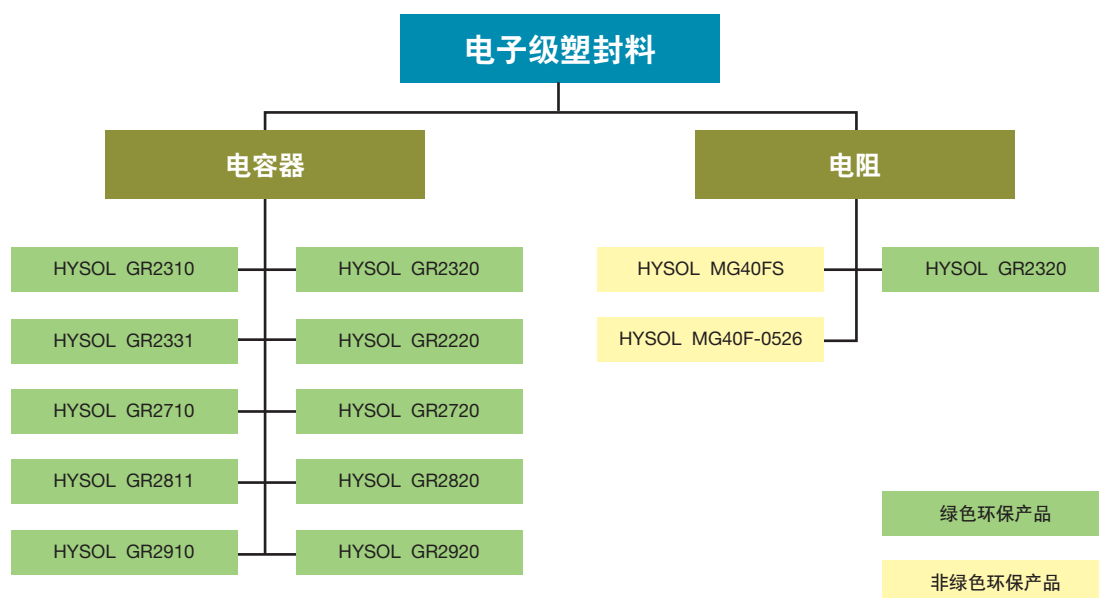 电子级塑封料
电容器
电阻
HYSOL GR2310
HYSOL GR2320
HYSOL MG40FS
HYSOL GR2320
HYSOL GR2331
HYSOL GR2220
HYSOL MG40F-0526
HYSOL GR2710
HYSOL GR2720
HYSOL GR2811
HYSOL GR2820
绿色环保产品
HYSOL GR2910
HYSOL GR2920
非绿色环保产品